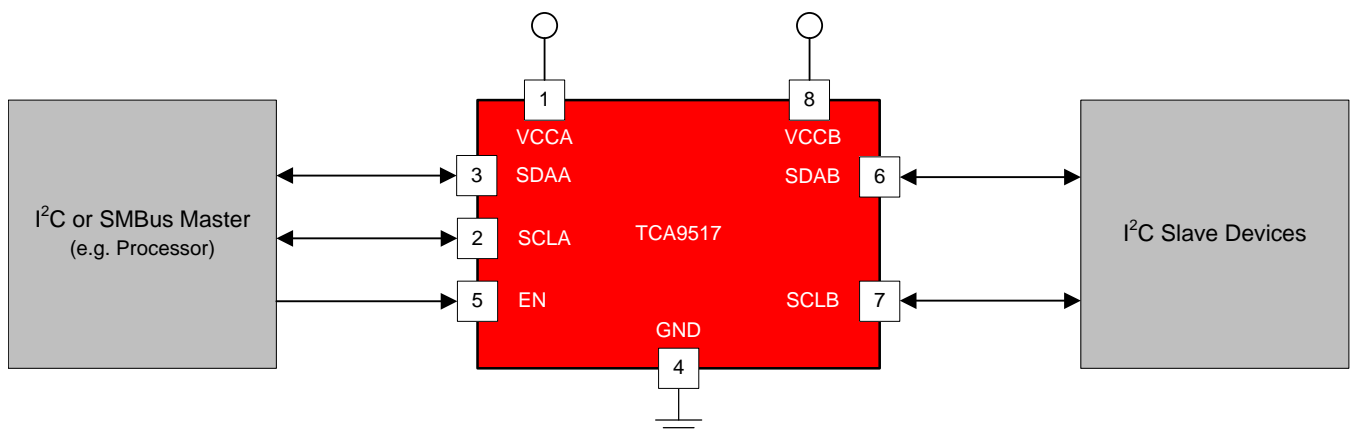 1
8
VCCA
VCCB
3
SDAA
SDAB
6
I²C or SMBus Master
(e.g. Processor)
2
SCLA
TCA9517
I²C Slave Devices
5
EN
SCLB
7
GND
4